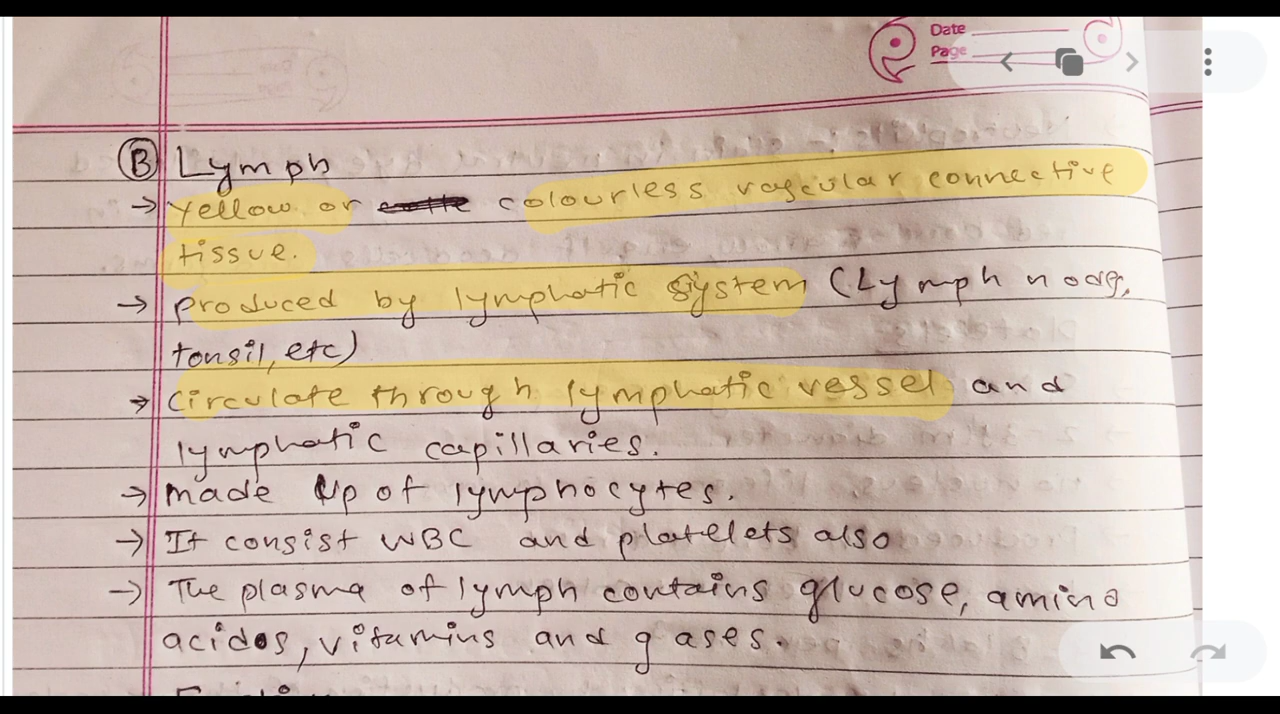 Date
Page
Ⓑ Lymph
→ Yellow or colourless vascular connective
tissue.
→ produced by lymphatic system (Lymph node,
tonsil, etc)
→ Circulate through lymphatic vessel and
lymphatic capillaries.
→ made up of lymphocytes.
→ It consist WBC and platelets also
→ The plasma of lymph contains glucose, amino
acidos, vitamins and gases.